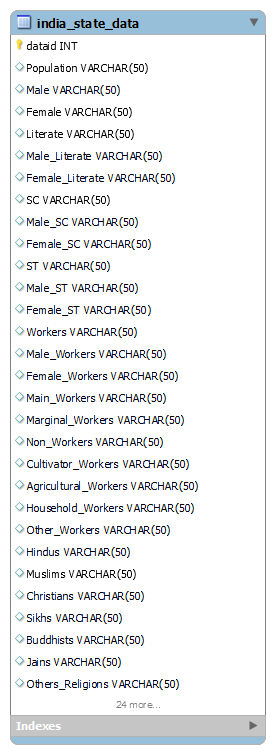 india_state_data
dataid INT
Population VARCHAR(50)
Male VARCHAR(50)
Female VARCHAR(50)
Literate VARCHAR(50)
Male_Literate VARCHAR(50)
Female_Literate VARCHAR(50)
SC VARCHAR(50)
Male_SC VARCHAR(50)
Female_SC VARCHAR(50)
ST VARCHAR(50)
Male_ST VARCHAR(50)
Female_ST VARCHAR(50)
Workers VARCHAR(50)
Male_Workers VARCHAR(50)
Female_Workers VARCHAR(50)
Main_Workers VARCHAR(50)
Marginal_Workers VARCHAR(50)
Non_Workers VARCHAR(50)
Cultivator_Workers VARCHAR(50)
Agricultural_Workers VARCHAR(50)
Household_Workers VARCHAR(50)
Other_Workers VARCHAR(50)
Hindus VARCHAR(50)
Muslims VARCHAR(50)
Christians VARCHAR(50)
Sikhs VARCHAR(50)
Buddhists VARCHAR(50)
Jains VARCHAR(50)
Others_Religions VARCHAR(50)
24 more...
Indexes